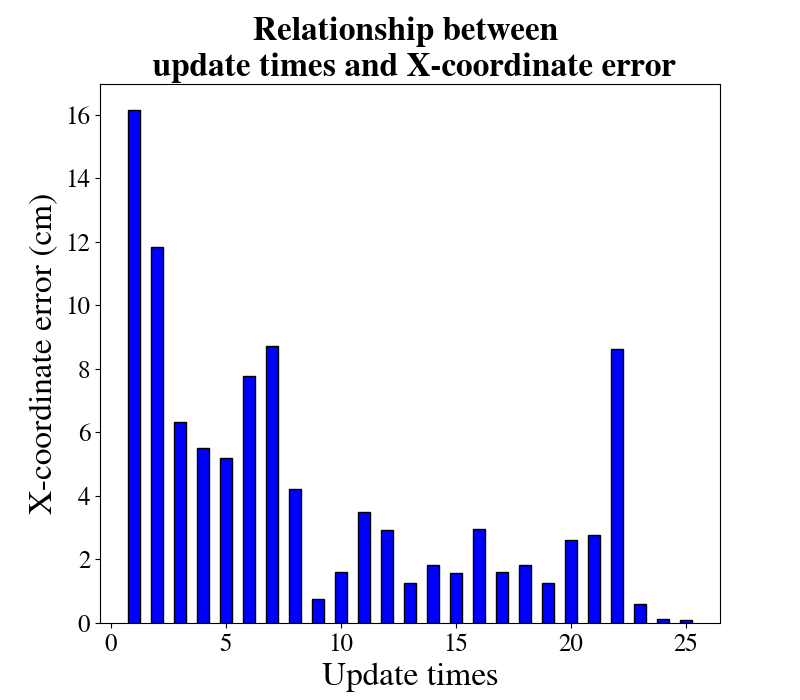 Relationship between
update times and X-coordinate error
X-coordinate error (cm)
16
14
12
10
8
6
4
2
0
0 5 10 15 20 25
Update times